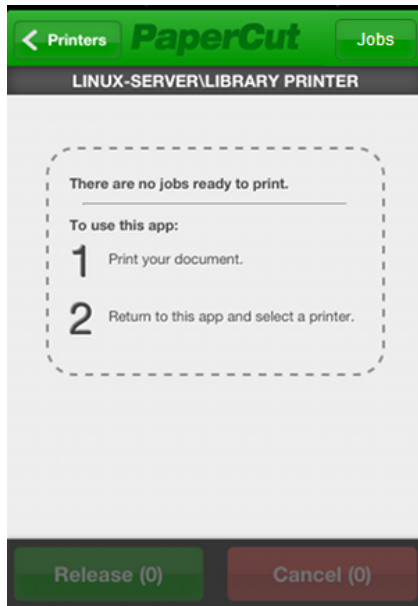 Printers PaperCut Jobs
LINUX-SERVER\LIBRARY PRINTER
There are no jobs ready to print.
To use this app:
1 Print your document.
2 Return to this app and select a printer.
Release (0) Cancel (0)